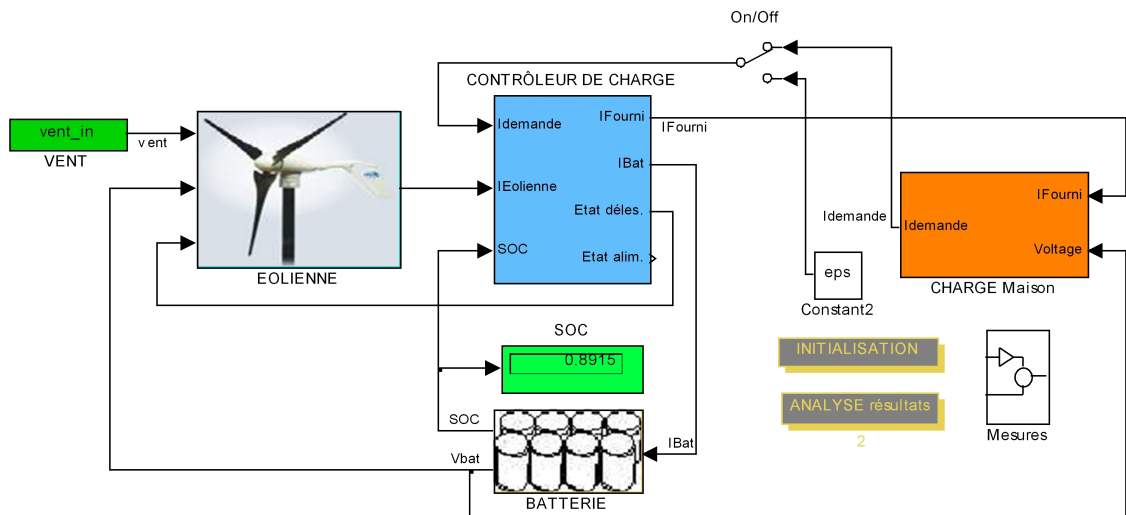 On/Off
CONTRÔLEUR DE CHARGE
vent_in
vent
VENT
Idemande
IFourni
IFourni
IBat
IEolienne
Etat déles.
SOC
Etat alim.
EOLIENNE
Idemande
Idemande
IFourni
Voltage
CHARGE Maison
eps
Constant2
SOC
0.8915
INITIALISATION
ANALYSE résultats
2
Mesures
SOC
Vbat
IBat
BATTERIE